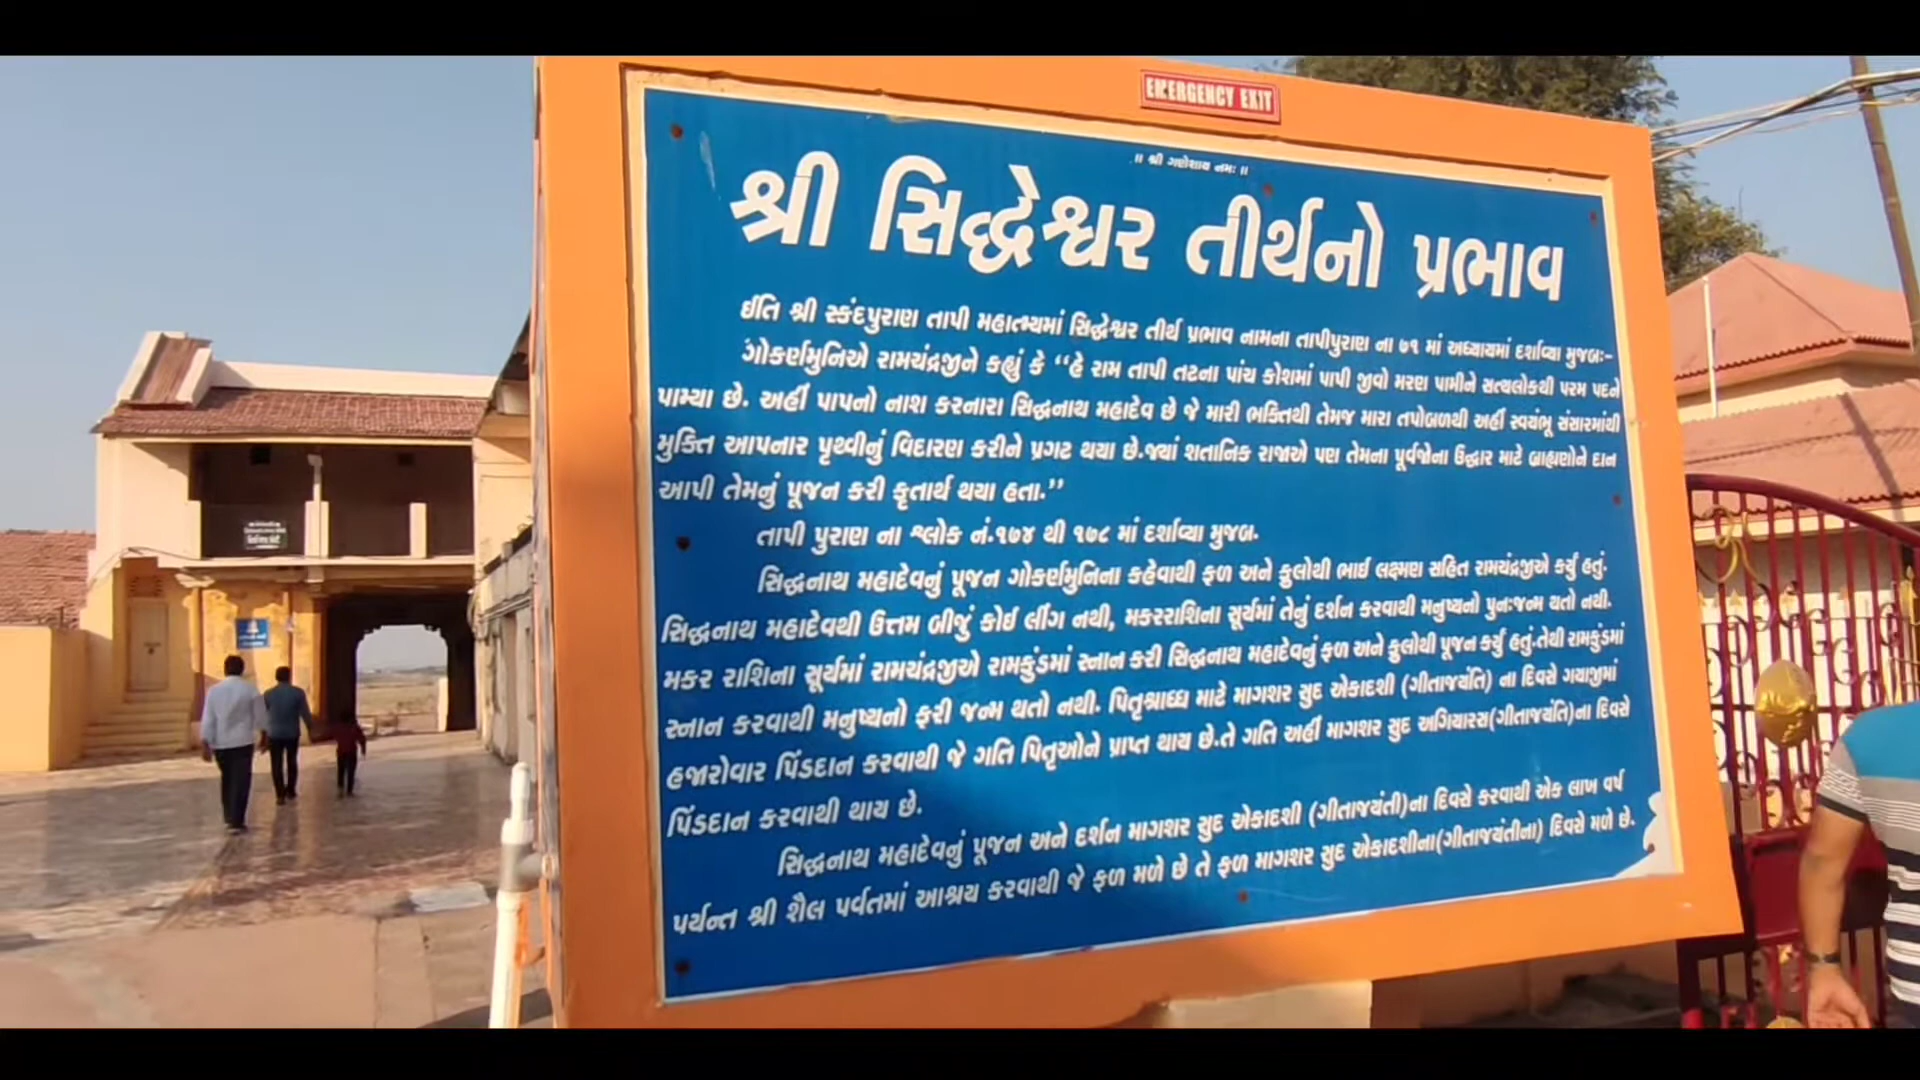 EMERGENCY EXIT
॥ શ્રી ગણેશાય નમઃ ॥
શ્રી સિદ્ધેશ્વર તીર્થનો પ્રભાવ
ઈતિ શ્રી સ્કંદપુરાણ તાપી મહાત્મ્યમાં સિદ્ધેશ્વર તીર્થ પ્રભાવ નામના તાપીપુરાણ ના ૭૧ માં અધ્યાયમાં દર્શાવ્યા મુજબઃ-
ગોકર્ણમુનિએ રામચંદ્રજીને કહ્યું કે “હે રામ તાપી તટના પાંચ કોશમાં પાપી જીવો મરણ પામીને સત્યલોકથી પરમ પદને
પામ્યા છે. અહીં પાપનો નાશ કરનારા સિદ્ધનાથ મહાદેવ છે જે મારી ભક્તિથી તેમજ મારા તપોબળથી અહીં સ્વયંભૂ સંસારમાંથી
મુક્તિ આપનાર પૃથ્વીનું વિદારણ કરીને પ્રગટ થયા છે.જ્યાં શતાનિક રાજાએ પણ તેમના પૂર્વજોના ઉદ્ધાર માટે બ્રાહ્મણોને દાન
આપી તેમનું પૂજન કરી કૃતાર્થ થયા હતા.”
તાપી પુરાણ ના શ્લોક નં.૧૭૪ થી ૧૭૮ માં દર્શાવ્યા મુજબ.
સિદ્ધનાથ મહાદેવનું પૂજન ગોકર્ણમુનિના કહેવાથી ફળ અને ફુલોથી ભાઈ લક્ષ્મણ સહિત રામચંદ્રજીએ કર્યું હતું.
સિદ્ધનાથ મહાદેવથી ઉત્તમ બીજું કોઈ લીંગ નથી, મકરરાશિના સૂર્યમાં તેનું દર્શન કરવાથી મનુષ્યનો પુનઃજન્મ થતો નથી.
મકર રાશિના સૂર્યમાં રામચંદ્રજીએ રામકુંડમાં સ્નાન કરી સિદ્ધનાથ મહાદેવનું ફળ અને ફુલોથી પૂજન કર્યું હતું.તેથી રામકુંડમાં
સ્નાન કરવાથી મનુષ્યનો ફરી જન્મ થતો નથી. પિતૃશ્રાધ્ધ માટે માગશર સુદ એકાદશી (ગીતાજયંતિ) ના દિવસે ગયાજીમાં
હજારોવાર પિંડદાન કરવાથી જે ગતિ પિતૃઓને પ્રાપ્ત થાય છે.તે ગતિ અહીં માગશર સુદ અગિયારસ(ગીતાજયંતિ)ના દિવસે
પિંડદાન કરવાથી થાય છે.
સિદ્ધનાથ મહાદેવનું પૂજન અને દર્શન માગશર સુદ એકાદશી (ગીતાજયંતી)ના દિવસે કરવાથી એક લાખ વર્ષ
પર્યન્ત શ્રી શૈલ પર્વતમાં આશ્રય કરવાથી જે ફળ મળે છે તે ફળ માગશર સુદ એકાદશીના(ગીતાજયંતીના) દિવસે મળે છે.